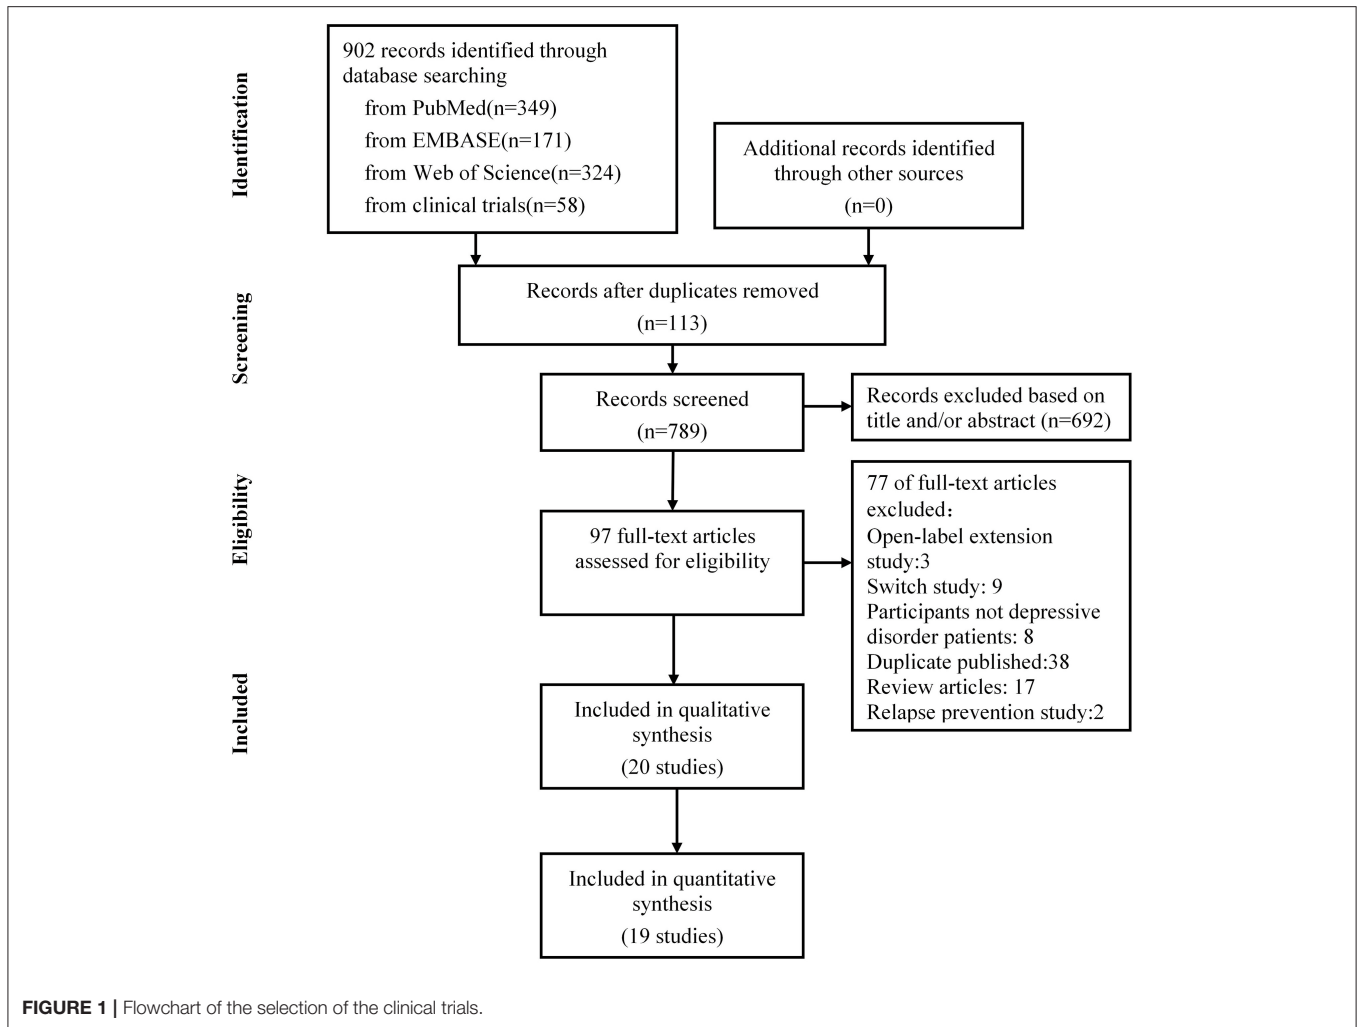 Identification
902 records identified through
database searching
from PubMed(n=349)
from EMBASE(n=171)
from Web of Science(n=324)
from clinical trials(n=58)
Additional records identified
through other sources
(n=0)
Screening
Records after duplicates removed
(n=113)
Records screened
(n=789)
Records excluded based on
title and/or abstract (n=692)
Eligibility
97 full-text articles
assessed for eligibility
77 of full-text articles
excluded：
Open-label extension
study:3
Switch study: 9
Participants not depressive
disorder patients: 8
Duplicate published:38
Review articles: 17
Relapse prevention study:2
Included
Included in qualitative
synthesis
(20 studies)
Included in quantitative
synthesis
(19 studies)
FIGURE 1 | Flowchart of the selection of the clinical trials.